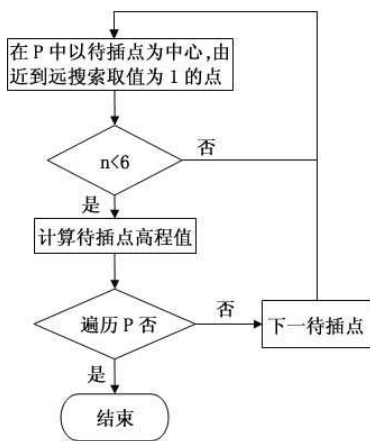 在 P 中以待插点为中心,由
近到远搜索取值为 1 的点
n<6
否
是
计算待插点高程值
遍历 P 否
否
下一待插点
是
结束